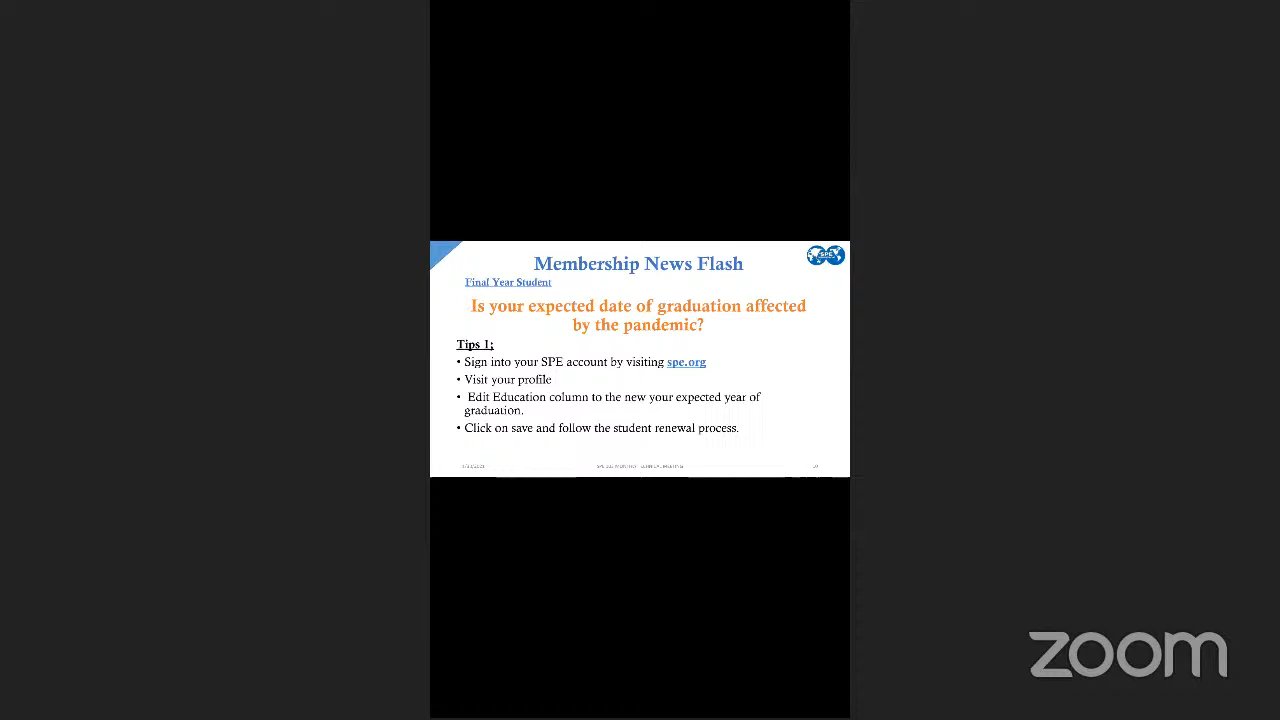 Membership News Flash
SPE
Final Year Student
Is your expected date of graduation affected
by the pandemic?
Tips 1;
• Sign into your SPE account by visiting spe.org
• Visit your profile
• Edit Education column to the new your expected year of
graduation.
• Click on save and follow the student renewal process.
zoom